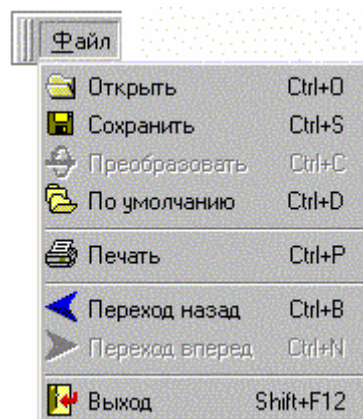 Файл
Открыть Ctrl+O
Сохранить Ctrl+S
Преобразовать Ctrl+C
По умолчанию Ctrl+D
Печать Ctrl+P
Переход назад Ctrl+B
Переход вперед Ctrl+N
Выход Shift+F12